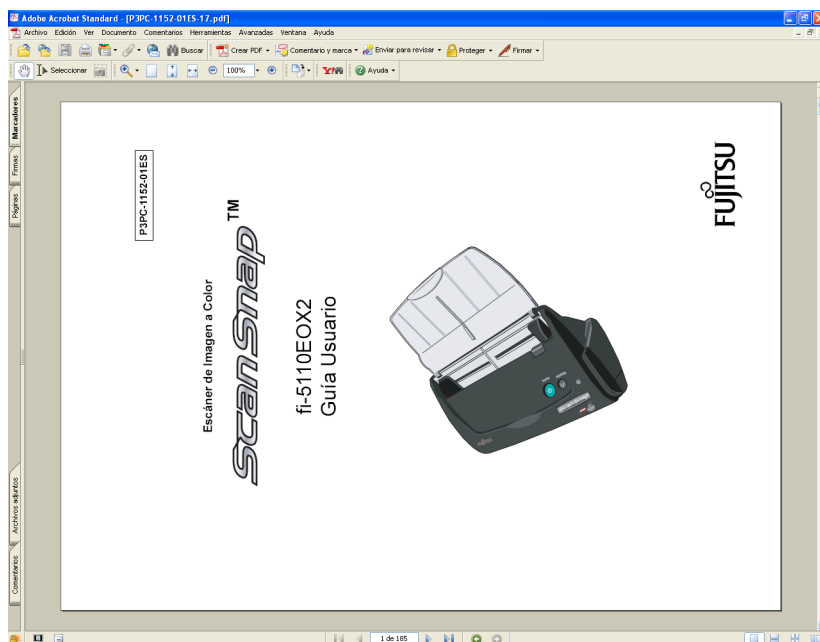 Adobe Acrobat Standard - [P3PC-1152-01ES-17.pdf]
Archivo Edición Ver Documento Comentarios Herramientas Avanzadas Ventana Ayuda
Buscar Crear PDF Comentario y marca Enviar para revisar Proteger Firmar
Seleccionar 100% Y! Ayuda
Marcadores
Firmas
Páginas
Archivos adjuntos
Comentarios
P3PC-1152-01ES
Escáner de Imagen a Color
ScanSnap™
fi-5110EOX2
Guía Usuario
FUJITSU
FUJITSU
1 de 185